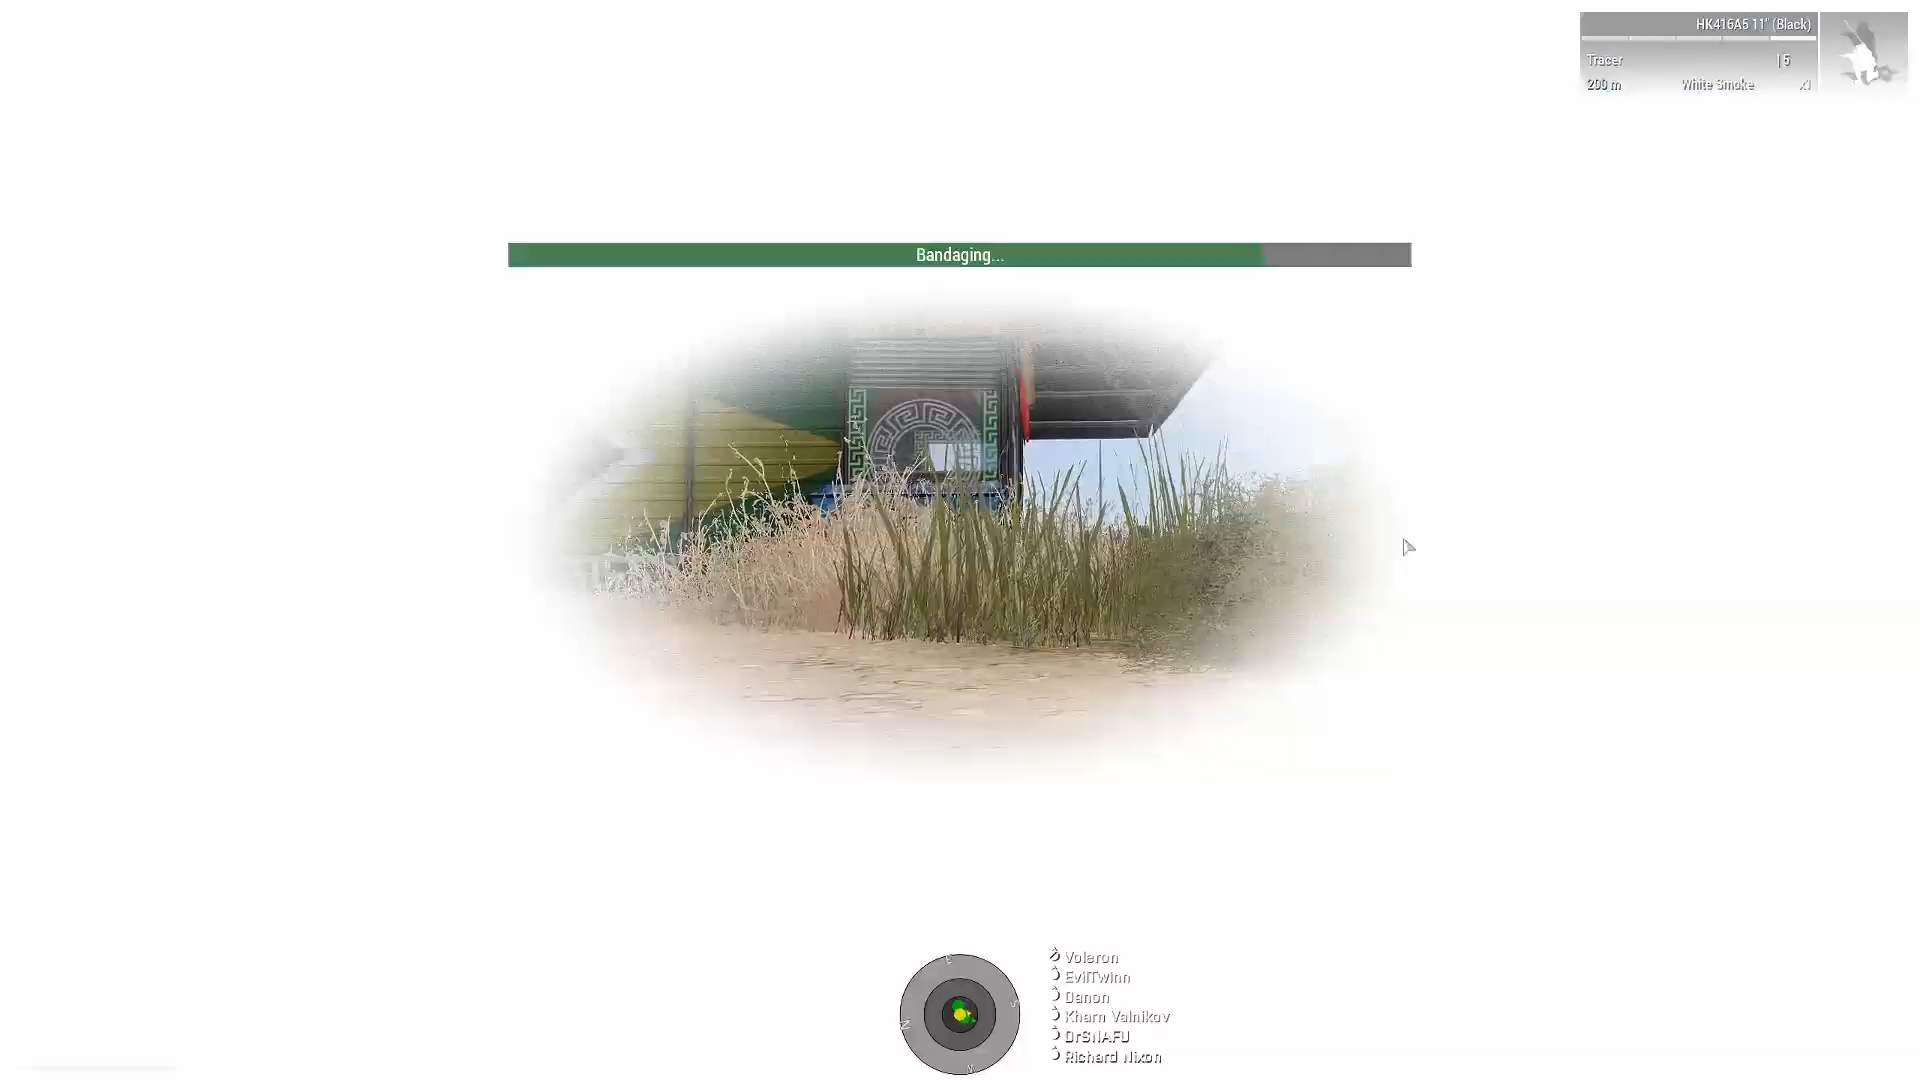 HK416A5 11" (Black)
Tracer | 5
200 m White Smoke x1
Bandaging...
E
S
N
W
Voleron
EvilTwinn
Danon
Kharn Valnikov
DrSNAFU
Richard Nixon